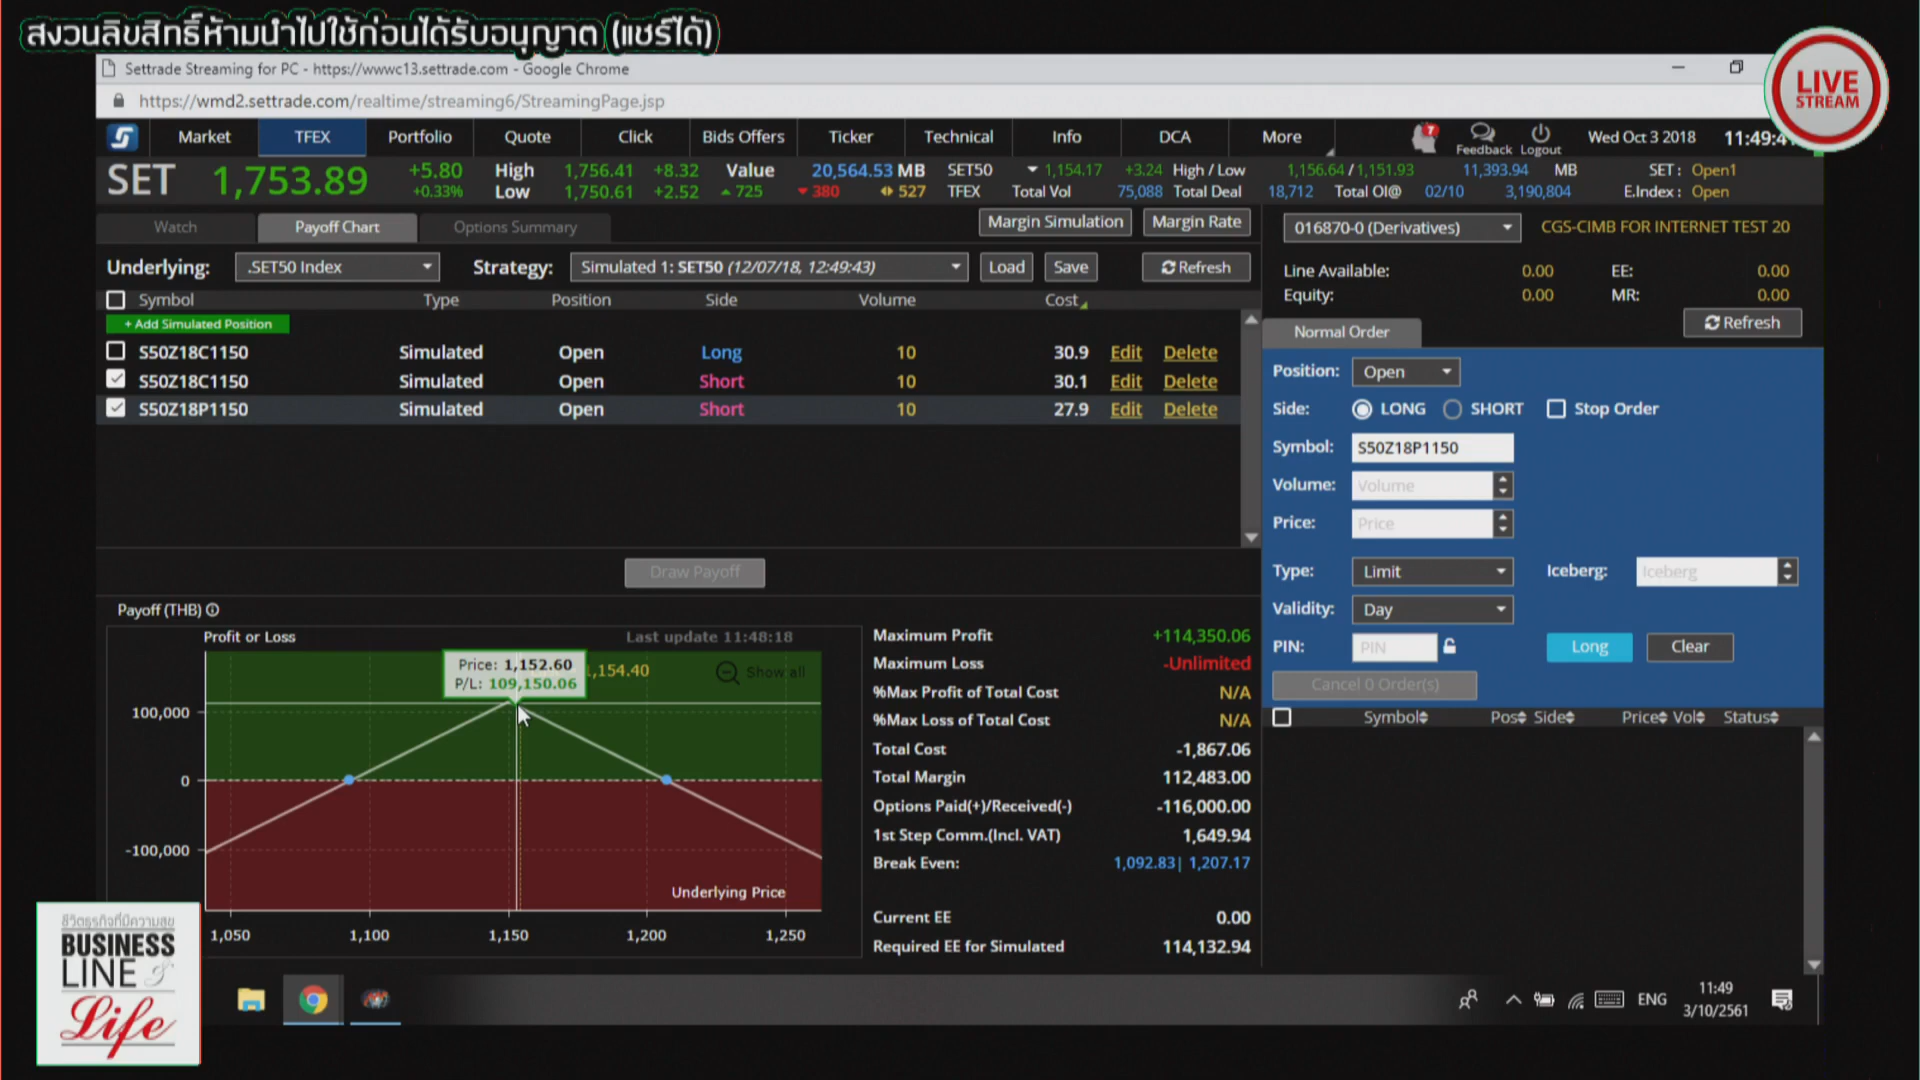 สงวนลิขสิทธิ์ห้ามนำไปใช้ก่อนได้รับอนุญาต (แชร์ได้)
LIVE
STREAM
Settrade Streaming for PC - https://wwwc13.settrade.com - Google Chrome
https://wmd2.settrade.com/realtime/streaming6/StreamingPage.jsp
Market TFEX Portfolio Quote Click Bids Offers Ticker Technical Info DCA More 7 Feedback Logout Wed Oct 3 2018
SET 1,753.89 +5.80 High 1,756.41 +8.32 Value 20,564.53 MB SET50 1,154.17 +3.24 High / Low 1,156.64 / 1,151.93 11,393.94 MB SET : Open1
+0.33% Low 1,750.61 +2.52 725 380 527 TFEX Total Vol 75,088 Total Deal 18,712 Total OI@ 02/10 3,190,804 E.Index : Open
Watch Payoff Chart Options Summary Margin Simulation Margin Rate
Underlying: .SET50 Index Strategy: Simulated 1: SET50 (12/07/18, 12:49:43) Load Save Refresh
Symbol Type Position Side Volume Cost
+ Add Simulated Position
S50Z18C1150 Simulated Open Long 10 30.9 Edit Delete
S50Z18C1150 Simulated Open Short 10 30.1 Edit Delete
S50Z18P1150 Simulated Open Short 10 27.9 Edit Delete
Draw Payoff
Payoff (THB)
Profit or Loss Last update 11:48:18
Price: 1,152.60
P/L: 109,150.06
1,154.40 Show all
100,000
0
-100,000
Underlying Price
1,050 1,100 1,150 1,200 1,250
Maximum Profit +114,350.06
Maximum Loss -Unlimited
%Max Profit of Total Cost N/A
%Max Loss of Total Cost N/A
Total Cost -1,867.06
Total Margin 112,483.00
Options Paid(+)/Received(-) -116,000.00
1st Step Comm.(Incl. VAT) 1,649.94
Break Even: 1,092.83| 1,207.17
Current EE 0.00
Required EE for Simulated 114,132.94
016870-0 (Derivatives) CGS-CIMB FOR INTERNET TEST 20
Line Available: 0.00 EE: 0.00
Equity: 0.00 MR: 0.00
Refresh
Normal Order
Position: Open
Side: LONG SHORT Stop Order
Symbol: S50Z18P1150
Volume: Volume
Price: Price
Type: Limit Iceberg: Iceberg
Validity: Day
PIN: PIN Long Clear
Cancel 0 Order(s)
Symbol Pos Side Price Vol Status
ชีวิตธุรกิจที่มีความสุข
BUSINESS
LINE &
Life
ENG 11:49
3/10/2561